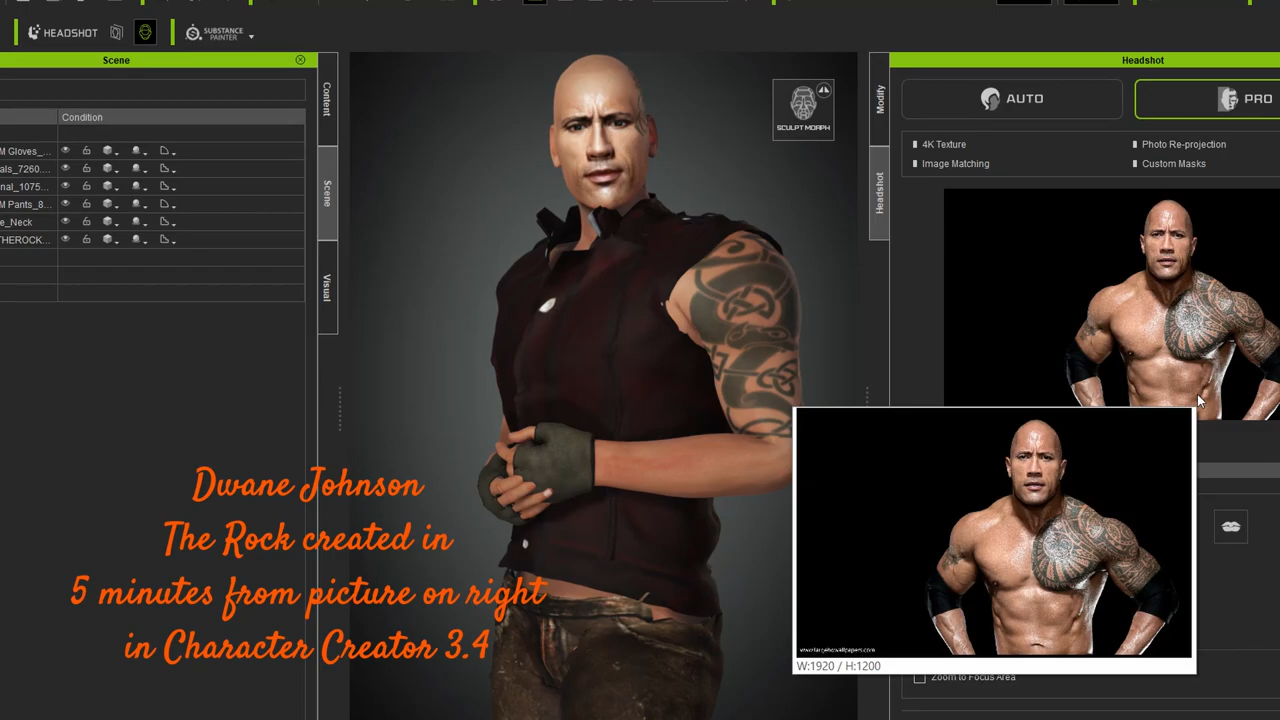 HEADSHOT
SUBSTANCE
PAINTER
Scene
Headshot
Content
Scene
Visual
Modify
Headshot
SCULPT MORPH
AUTO
PRO
4K Texture
Photo Re-projection
Image Matching
Custom Masks
Condition
M Gloves_...
als_7260....
nal_1075...
M Pants_8...
e_Neck
THEROCK...
Dwane Johnson
The Rock created in
5 minutes from picture on right
in Character Creator 3.4
W:1920 / H:1200
Zoom to Focus Area